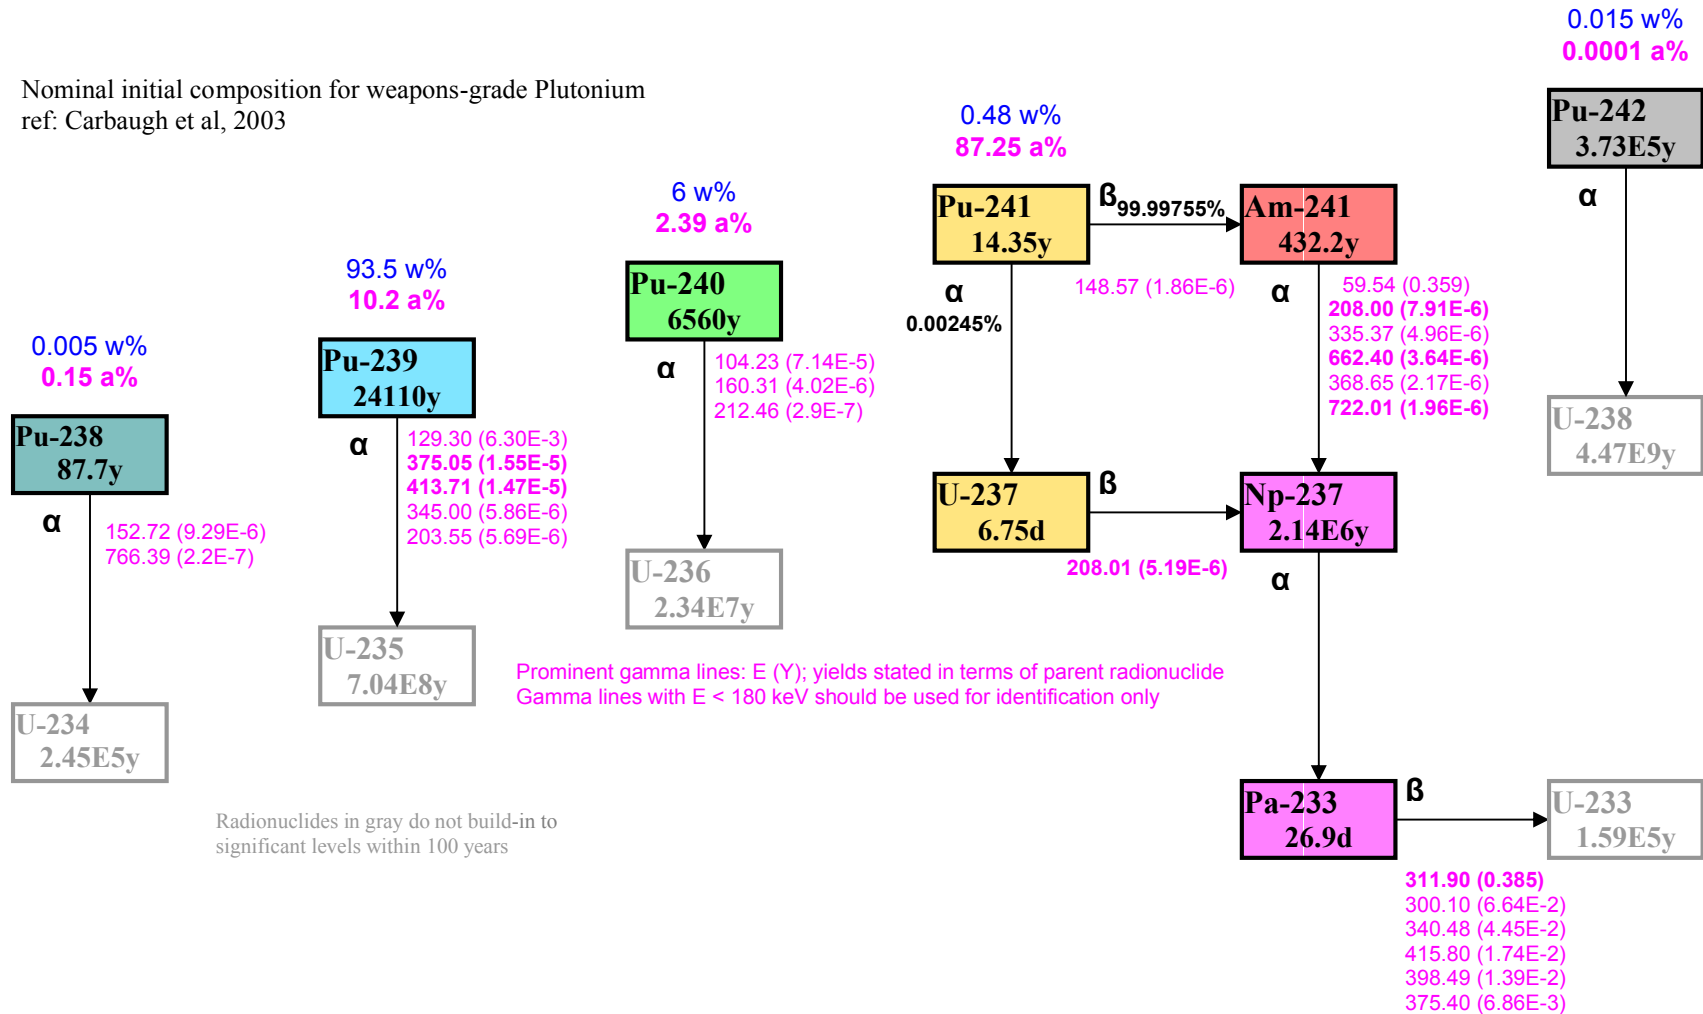 Nominal initial composition for weapons-grade Plutonium
ref: Carbaugh et al, 2003
0.005 w%
0.15 a%
Pu-238
87.7y
α
152.72 (9.29E-6)
766.39 (2.2E-7)
U-234
2.45E5y
93.5 w%
10.2 a%
Pu-239
24110y
α
129.30 (6.30E-3)
375.05 (1.55E-5)
413.71 (1.47E-5)
345.00 (5.86E-6)
203.55 (5.69E-6)
U-235
7.04E8y
6 w%
2.39 a%
Pu-240
6560y
α
104.23 (7.14E-5)
160.31 (4.02E-6)
212.46 (2.9E-7)
U-236
2.34E7y
0.48 w%
87.25 a%
Pu-241
14.35y
ß 99.99755%
148.57 (1.86E-6)
α
0.00245%
U-237
6.75d
ß
208.01 (5.19E-6)
Am-241
432.2y
α
59.54 (0.359)
208.00 (7.91E-6)
335.37 (4.96E-6)
662.40 (3.64E-6)
368.65 (2.17E-6)
722.01 (1.96E-6)
Np-237
2.14E6y
α
Pa-233
26.9d
ß
311.90 (0.385)
300.10 (6.64E-2)
340.48 (4.45E-2)
415.80 (1.74E-2)
398.49 (1.39E-2)
375.40 (6.86E-3)
U-233
1.59E5y
0.015 w%
0.0001 a%
Pu-242
3.73E5y
α
U-238
4.47E9y
Prominent gamma lines: E (Y); yields stated in terms of parent radionuclide
Gamma lines with E < 180 keV should be used for identification only
Radionuclides in gray do not build-in to
significant levels within 100 years